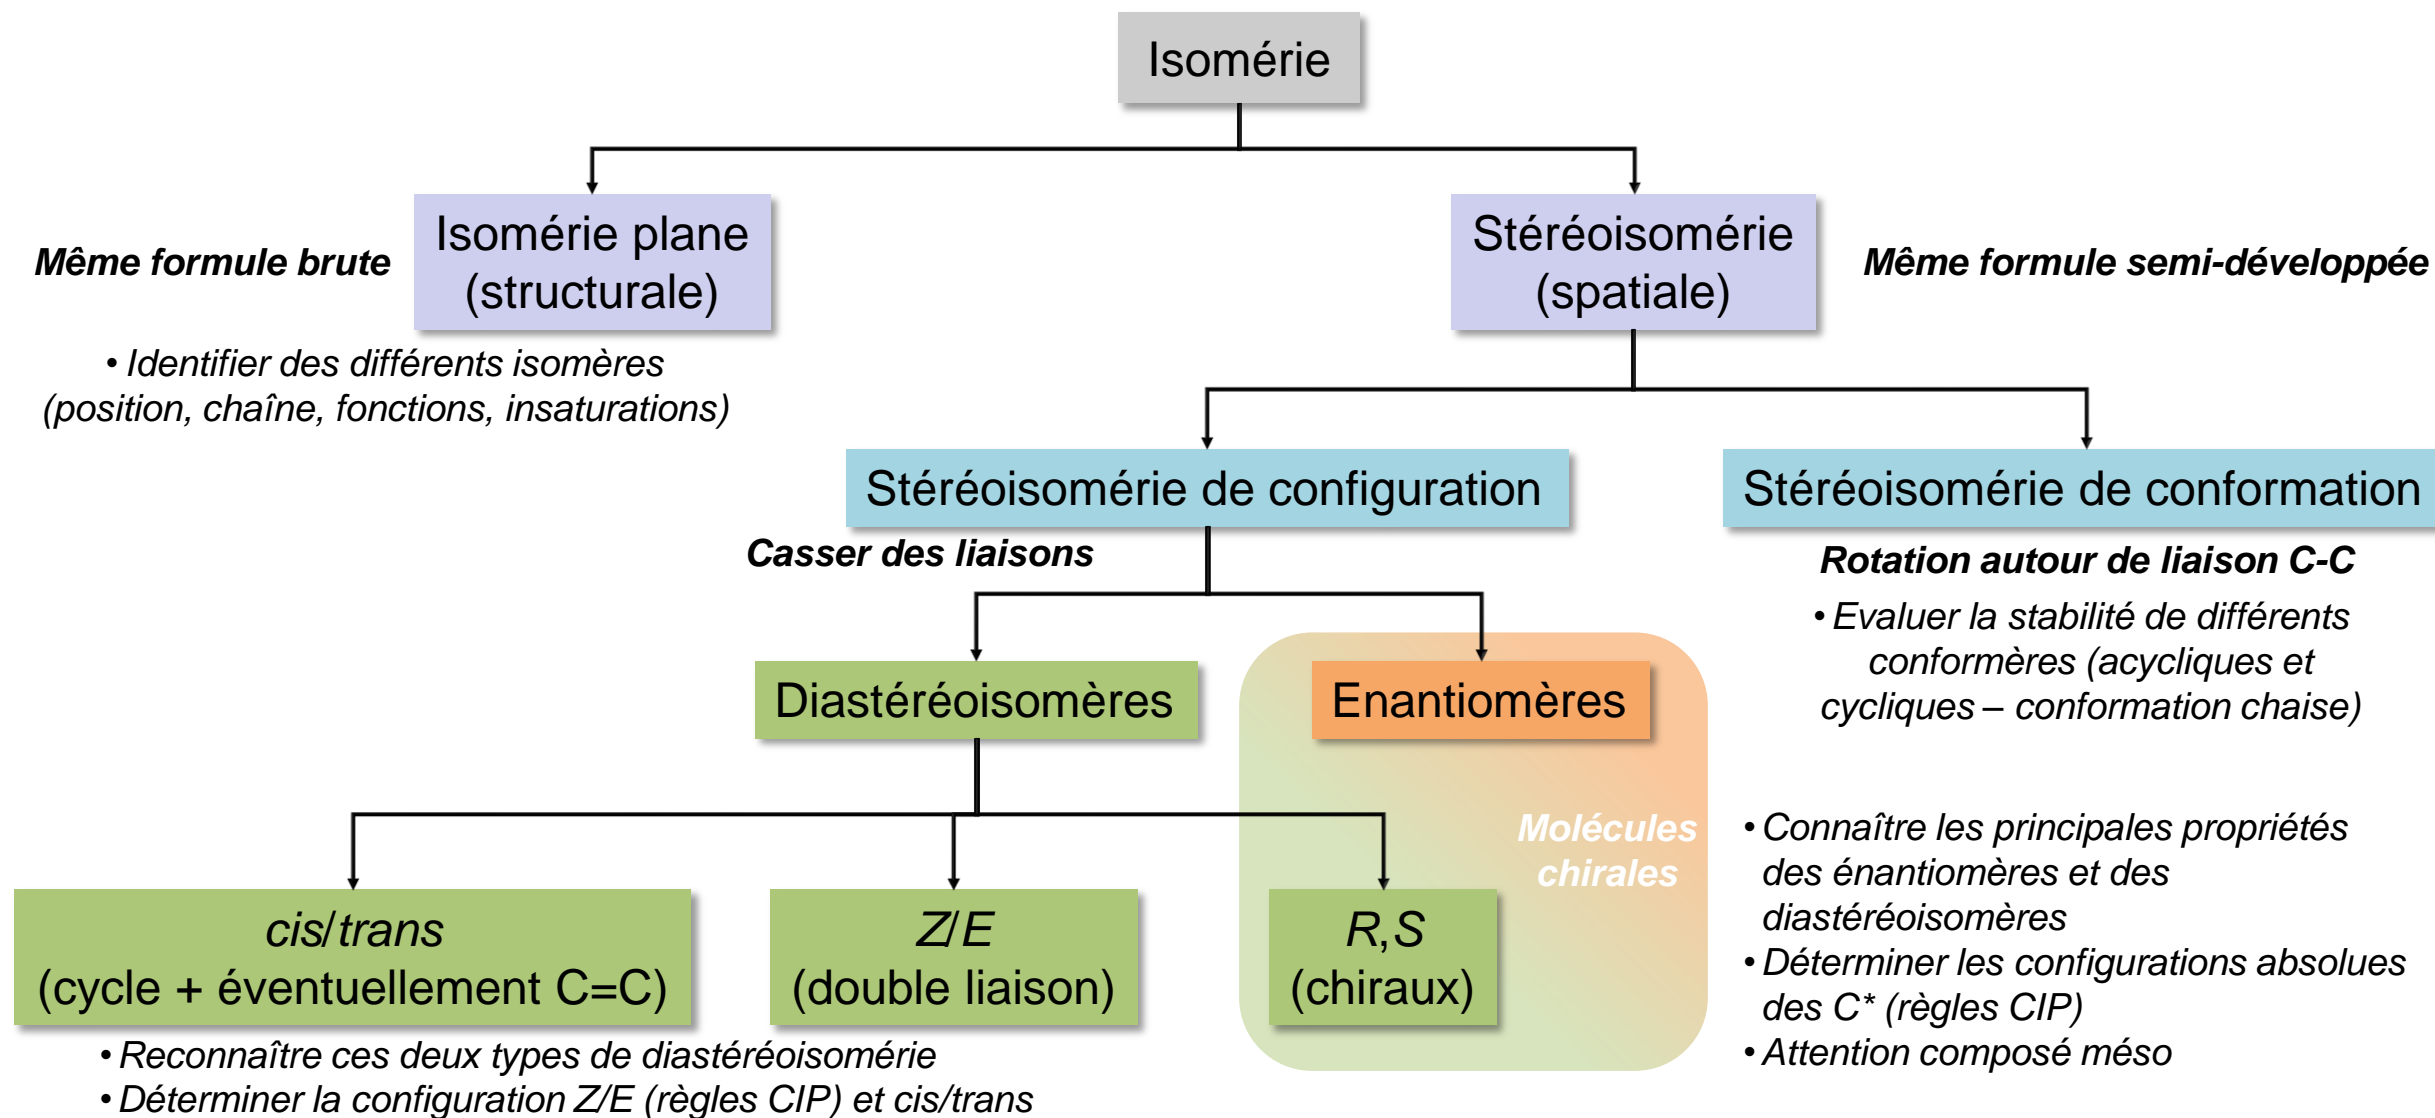 Isomérie
Isomérie plane
(structurale)
Stéréoisomérie
(spatiale)
Même formule brute
Même formule semi-développée
• Identifier des différents isomères
(position, chaîne, fonctions, insaturations)
Stéréoisomérie de configuration
Stéréoisomérie de conformation
Casser des liaisons
Rotation autour de liaison C-C
• Evaluer la stabilité de différents
conformères (acycliques et
cycliques – conformation chaise)
Diastéréoisomères
Enantiomères
Molécules
chirales
• Connaître les principales propriétés
des énantiomères et des
diastéréoisomères
• Déterminer les configurations absolues
des C* (règles CIP)
• Attention composé méso
cis/trans
(cycle + éventuellement C=C)
Z/E
(double liaison)
R,S
(chiraux)
• Reconnaître ces deux types de diastéréoisomérie
• Déterminer la configuration Z/E (règles CIP) et cis/trans